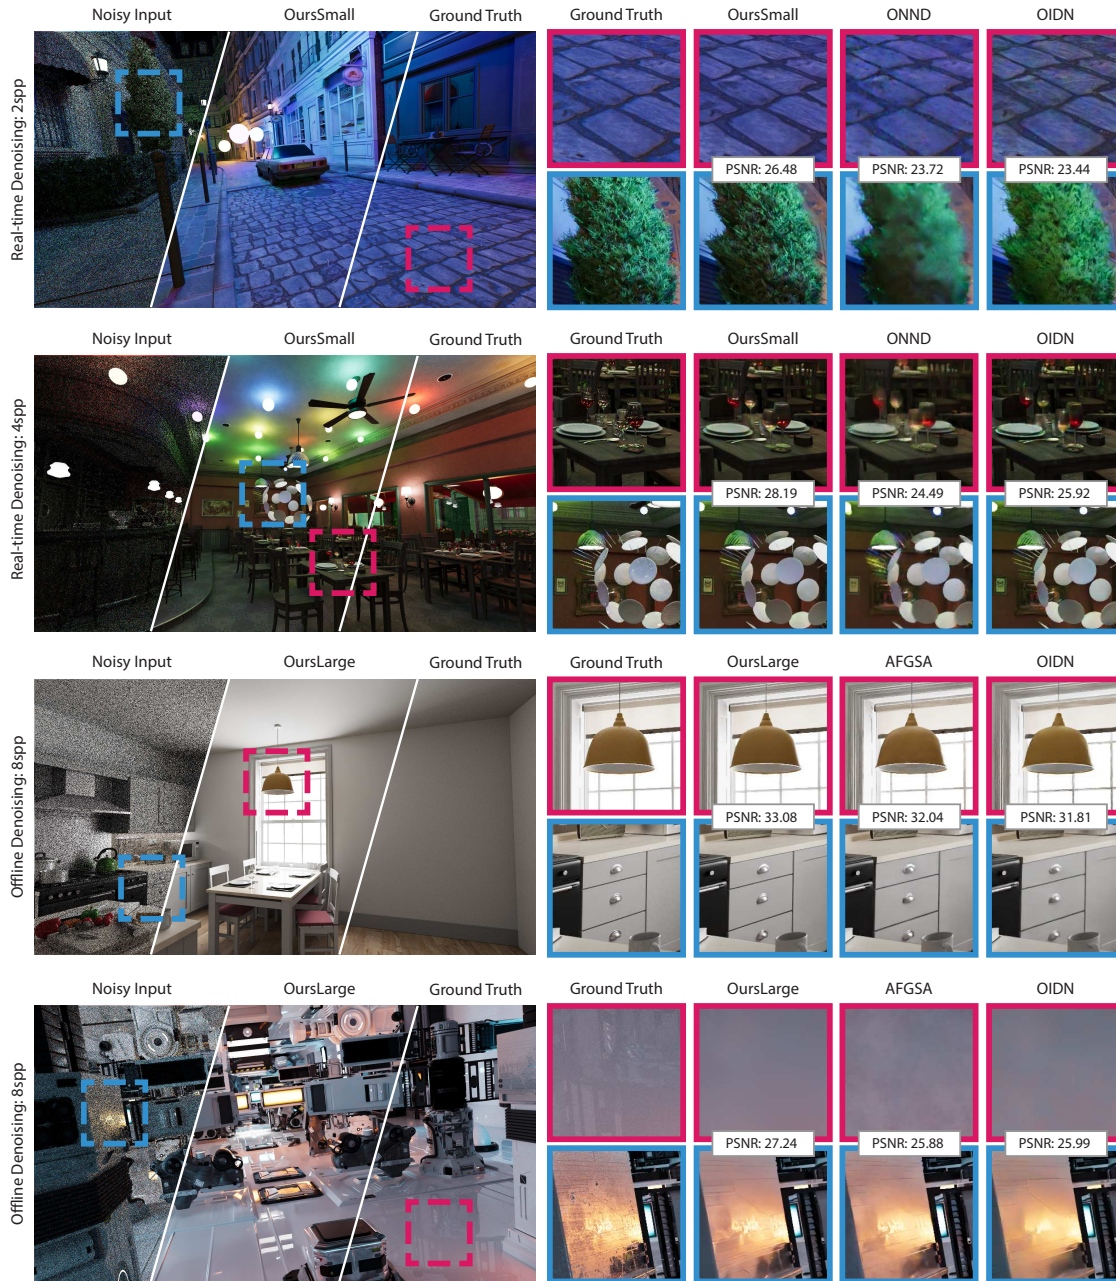 Noisy Input OursSmall Ground Truth Ground Truth OursSmall ONND OIDN
Real-time Denoising: 2spp
PSNR: 26.48 PSNR: 23.72 PSNR: 23.44
Noisy Input OursSmall Ground Truth Ground Truth OursSmall ONND OIDN
Real-time Denoising: 4spp
PSNR: 28.19 PSNR: 24.49 PSNR: 25.92
Noisy Input OursLarge Ground Truth Ground Truth OursLarge AFGSA OIDN
Offline Denoising: 8spp
PSNR: 33.08 PSNR: 32.04 PSNR: 31.81
Noisy Input OursLarge Ground Truth Ground Truth OursLarge AFGSA OIDN
Offline Denoising: 8spp
PSNR: 27.24 PSNR: 25.88 PSNR: 25.99